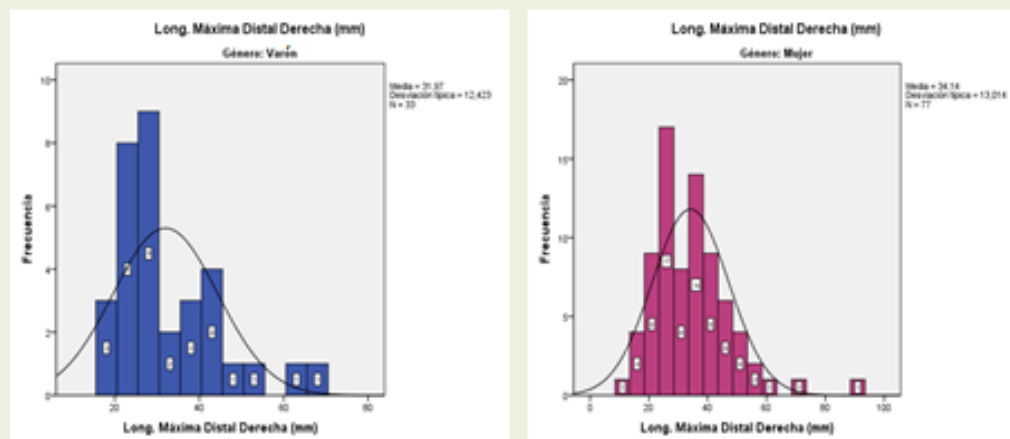 Long. Máxima Distal Derecha (mm)
Género: Varón
Media = 31,97
Desviación típica = 12,423
N = 33
Frecuencia
10
8
6
4
2
0
20
40
60
80
Long. Máxima Distal Derecha (mm)
Long. Máxima Distal Derecha (mm)
Género: Mujer
Media = 34,14
Desviación típica = 13,014
N = 77
Frecuencia
20
15
10
5
0
0
20
40
60
80
100
Long. Máxima Distal Derecha (mm)